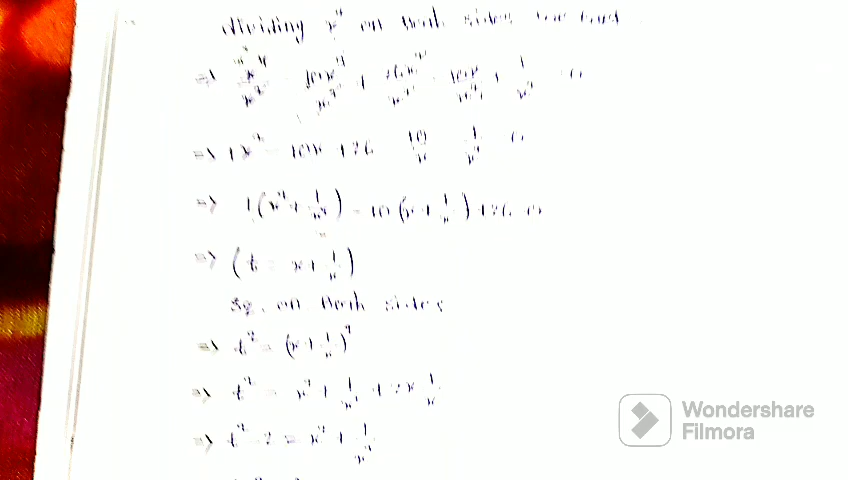 dividing x² on both sides we have
=> x⁴/x² - 10x³/x² + 26x²/x² - 10x/x² + 1/x² = 0
=> 1x² - 10x + 26 10/x 1/x² 0
=> 1(x² + 1/x²) - 10(x + 1/x) + 26 = 0
=> (t = x + 1/x)
Sq. on both sides
=> t² = (x + 1/x)²
=> t² = x² + 1/x² + 2x 1/x
=> t² - 2 = x² + 1/x²
Wondershare
Filmora